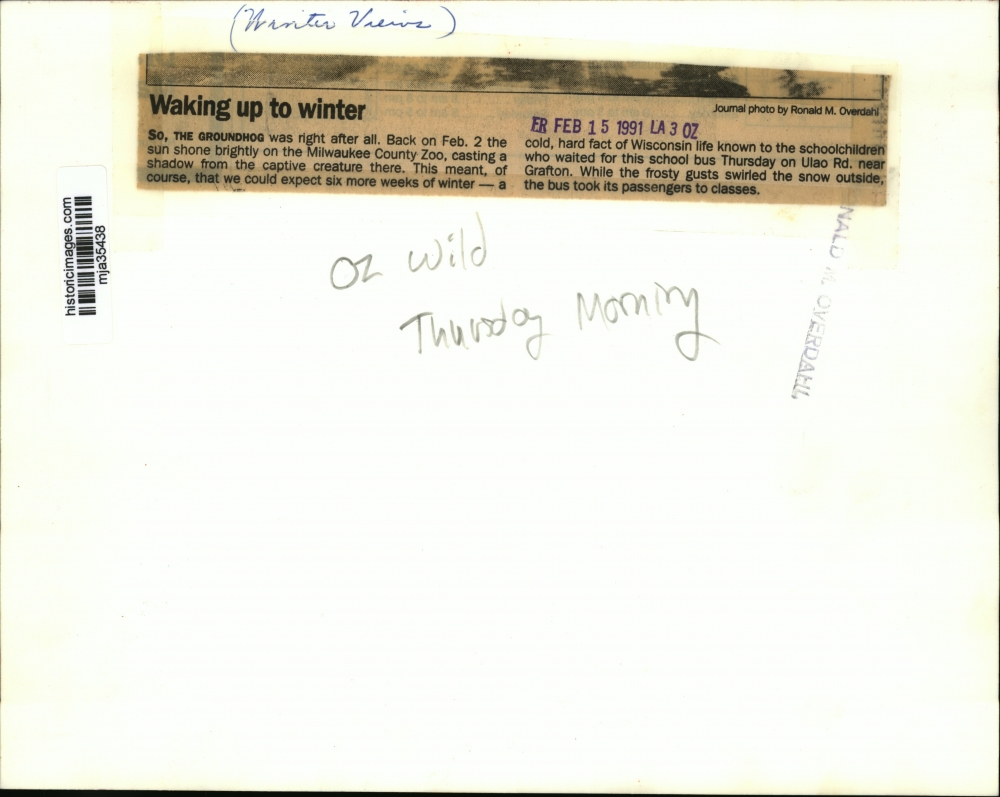 (Winter Views)
Waking up to winter
Journal photo by Ronald M. Overdahl
FR FEB 15 1991 LA 3 OZ
SO, THE GROUNDHOG was right after all. Back on Feb. 2 the
sun shone brightly on the Milwaukee County Zoo, casting a
shadow from the captive creature there. This meant, of
course, that we could expect six more weeks of winter — a
cold, hard fact of Wisconsin life known to the schoolchildren
who waited for this school bus Thursday on Ulao Rd. near
Grafton. While the frosty gusts swirled the snow outside,
the bus took its passengers to classes.
historicimages.com
mja35438
OZ Wild
Thursday Morning
NALD M. OVERDAHL